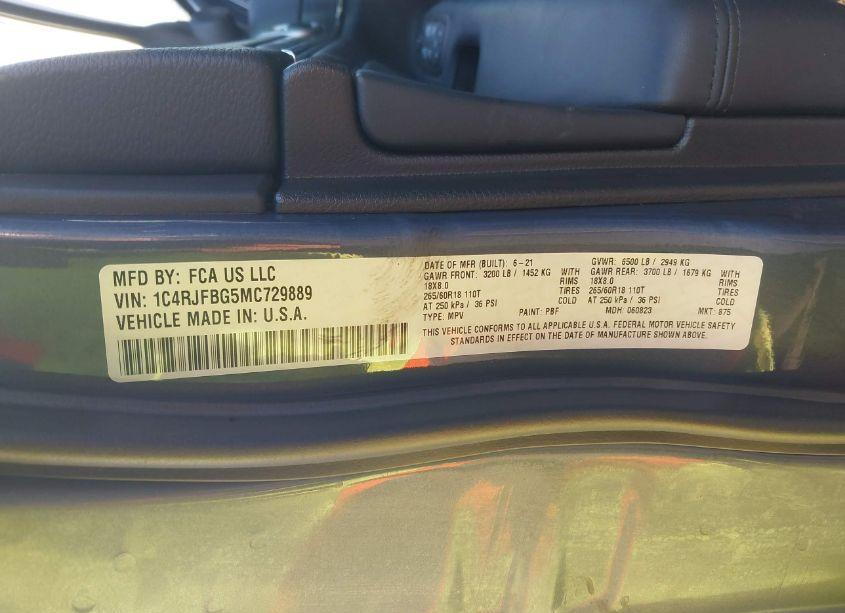 MFD BY: FCA US LLC
VIN: 1C4RJFBG5MC729889
VEHICLE MADE IN: U.S.A.
DATE OF MFR (BUILT): 6-21 GVWR: 6500 LB / 2949 KG
GAWR FRONT: 3200 LB / 1452 KG WITH GAWR REAR: 3700 LB / 1679 KG WITH
18X8.0 RIMS 18X8.0 RIMS
265/60R18 110T TIRES 265/60R18 110T TIRES
AT 250 kPa / 36 PSI COLD AT 250 kPa / 36 PSI COLD
TYPE: MPV PAINT: PBF MDH: 060823 MKT: 875
THIS VEHICLE CONFORMS TO ALL APPLICABLE U.S.A. FEDERAL MOTOR VEHICLE SAFETY
STANDARDS IN EFFECT ON THE DATE OF MANUFACTURE SHOWN ABOVE.